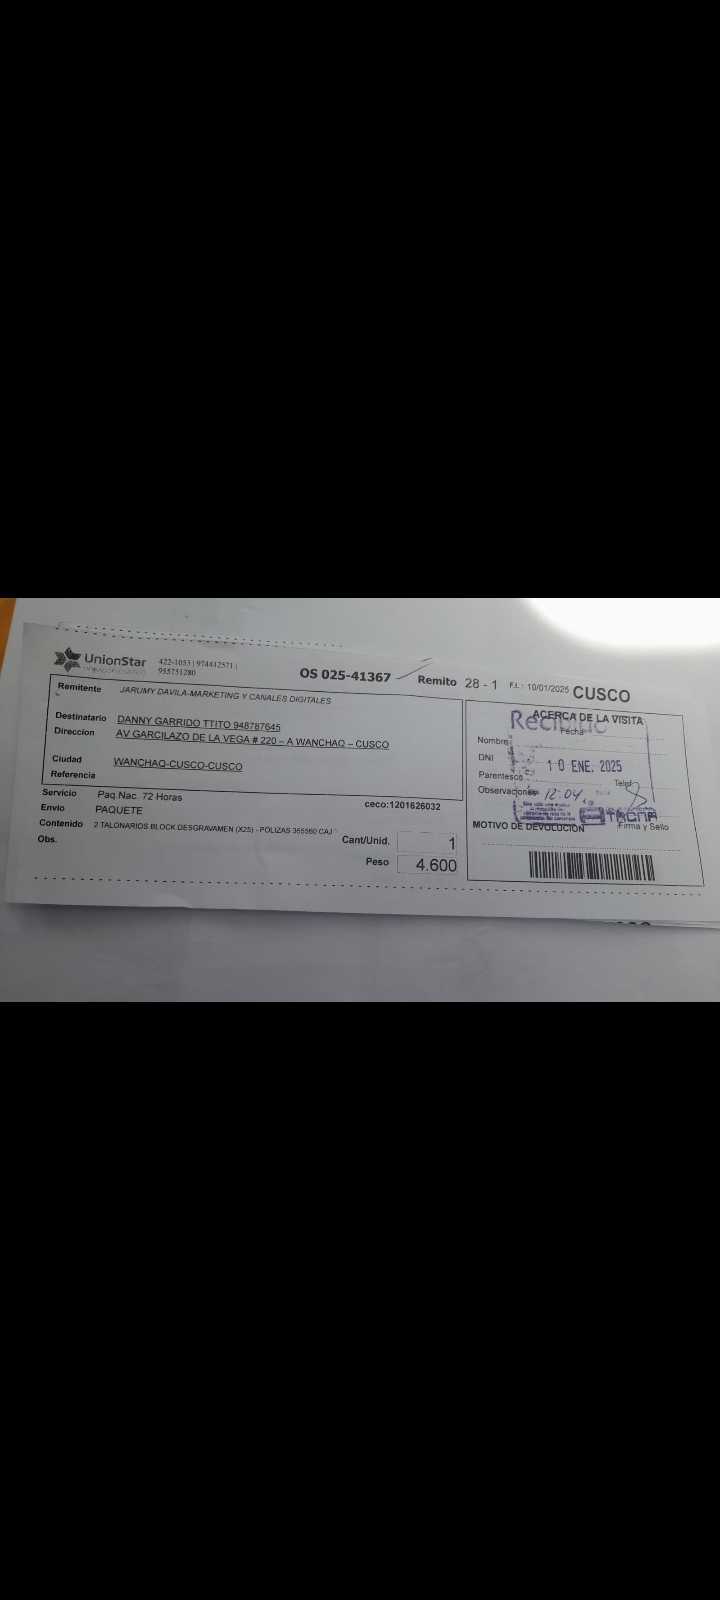 UnionStar
422-1053 | 974412571 |
955751280
OS 025-41367
Remito 28 - 1
F.I.: 10/01/2025 CUSCO
Remitente JARUMY DAVILA-MARKETING Y CANALES DIGITALES
Destinatario DANNY GARRIDO TTITO 948787645
Direccion AV GARCILAZO DE LA VEGA # 220 – A WANCHAQ – CUSCO
Ciudad WANCHAQ-CUSCO-CUSCO
Referencia
Servicio Paq.Nac. 72 Horas
ceco:1201626032
Envio PAQUETE
Contenido 2 TALONARIOS BLOCK DESGRAVAMEN (X25) - POLIZAS 365560 CAJ
Obs.
Cant/Unid. 1
Peso 4.600
ACERCA DE LA VISITA
Recibido
Fecha
Nombre
DNI
10 ENE. 2025
Parentesco
Telef
Observaciones
12:04
TACNA
MOTIVO DE DEVOLUCIÓN
Firma y Sello